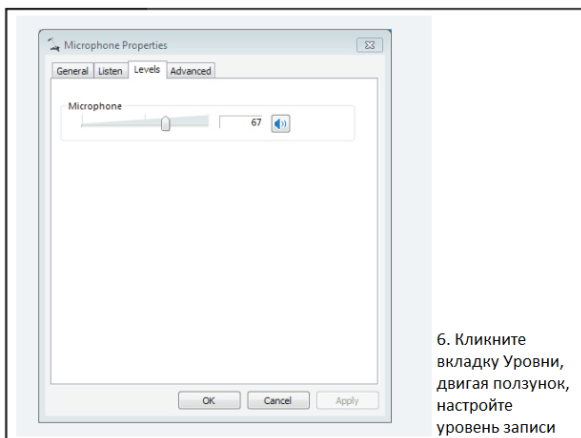 Microphone Properties
General Listen Levels Advanced
Microphone
67
OK Cancel Apply
6. Кликните
вкладку Уровни,
двигая ползунок,
настройте
уровень записи